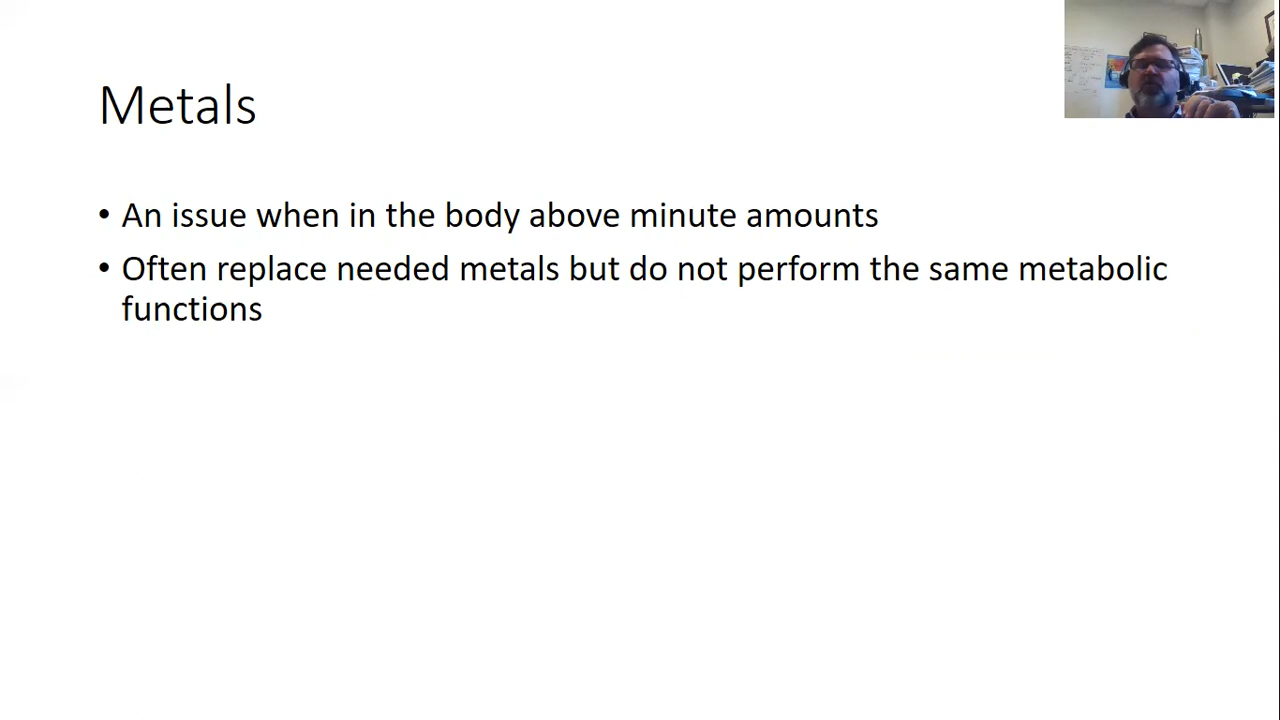 Metals
• An issue when in the body above minute amounts
• Often replace needed metals but do not perform the same metabolic
functions